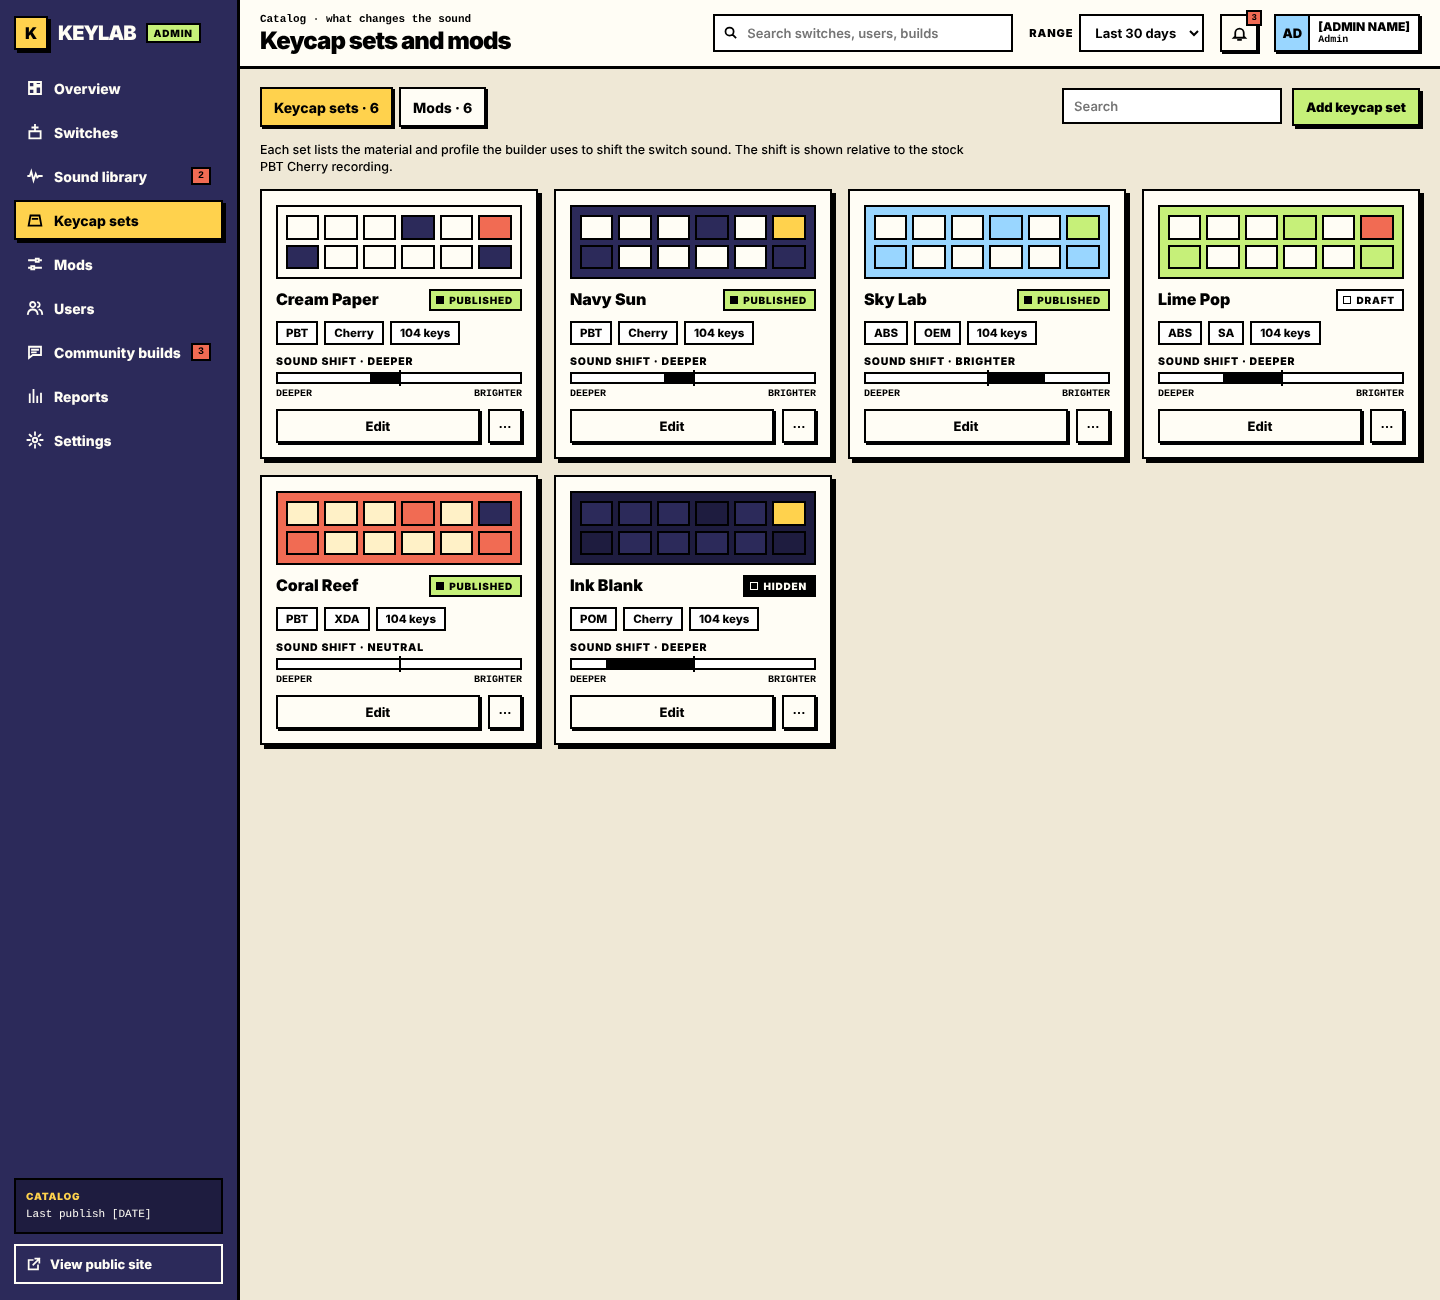 K KEYLAB ADMIN
Overview
Switches
Sound library 2
Keycap sets
Mods
Users
Community builds 3
Reports
Settings
CATALOG
Last publish [DATE]
View public site
Catalog · what changes the sound
Keycap sets and mods
Search switches, users, builds
RANGE Last 30 days
3
AD [ADMIN NAME]
Admin
Keycap sets · 6 Mods · 6
Search
Add keycap set
Each set lists the material and profile the builder uses to shift the switch sound. The shift is shown relative to the stock
PBT Cherry recording.
Cream Paper PUBLISHED
PBT Cherry 104 keys
SOUND SHIFT · DEEPER
DEEPER BRIGHTER
Edit ...
Navy Sun PUBLISHED
PBT Cherry 104 keys
SOUND SHIFT · DEEPER
DEEPER BRIGHTER
Edit ...
Sky Lab PUBLISHED
ABS OEM 104 keys
SOUND SHIFT · BRIGHTER
DEEPER BRIGHTER
Edit ...
Lime Pop DRAFT
ABS SA 104 keys
SOUND SHIFT · DEEPER
DEEPER BRIGHTER
Edit ...
Coral Reef PUBLISHED
PBT XDA 104 keys
SOUND SHIFT · NEUTRAL
DEEPER BRIGHTER
Edit ...
Ink Blank HIDDEN
POM Cherry 104 keys
SOUND SHIFT · DEEPER
DEEPER BRIGHTER
Edit ...